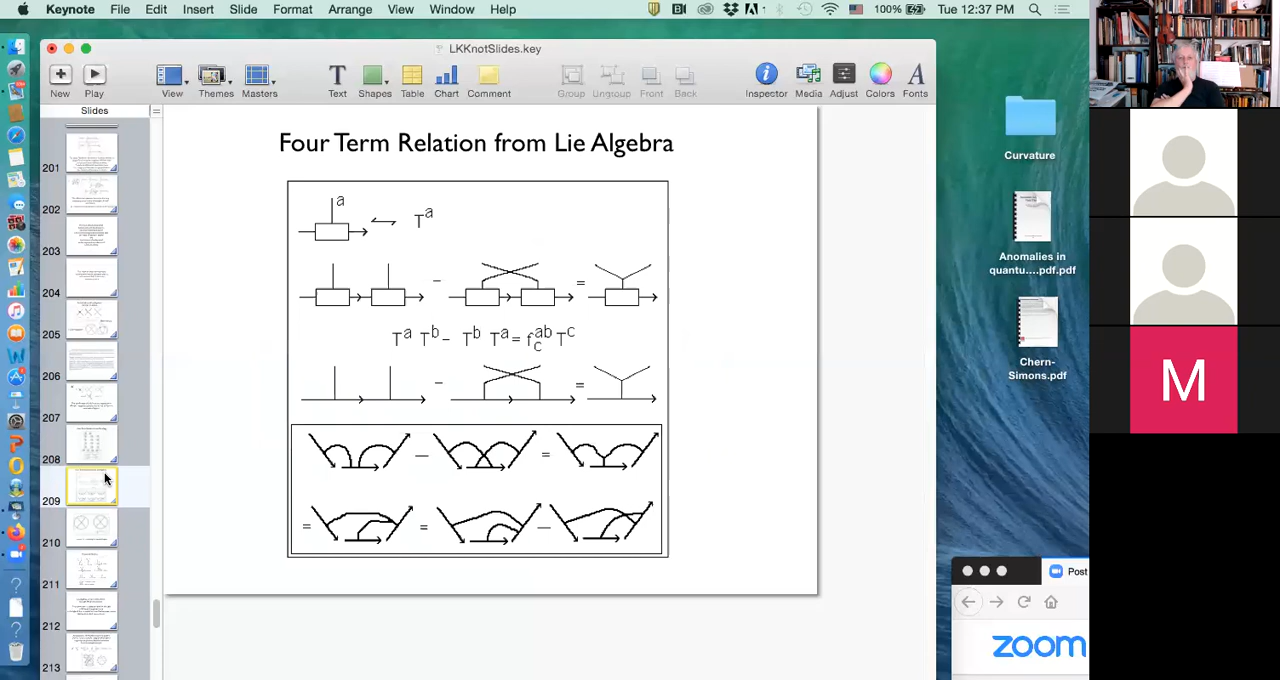 Keynote File Edit Insert Slide Format Arrange View Window Help 100% Tue 12:37 PM
LKKnotSlides.key
New Play View Themes Masters Text Shapes Table Chart Comment Group Ungroup Front Back Inspector Media Adjust Colors Fonts
Slides
201
202
203
204
205
206
207
208
209
210
211
212
213
Four Term Relation from Lie Algebra
a
T^a
− =
T^a T^b − T^b T^a = f_c^{ab} T^c
− =
− =
= = −
Curvature
Anomalies in
quantu....pdf.pdf
Chern-
Simons.pdf
M
Post
zoom